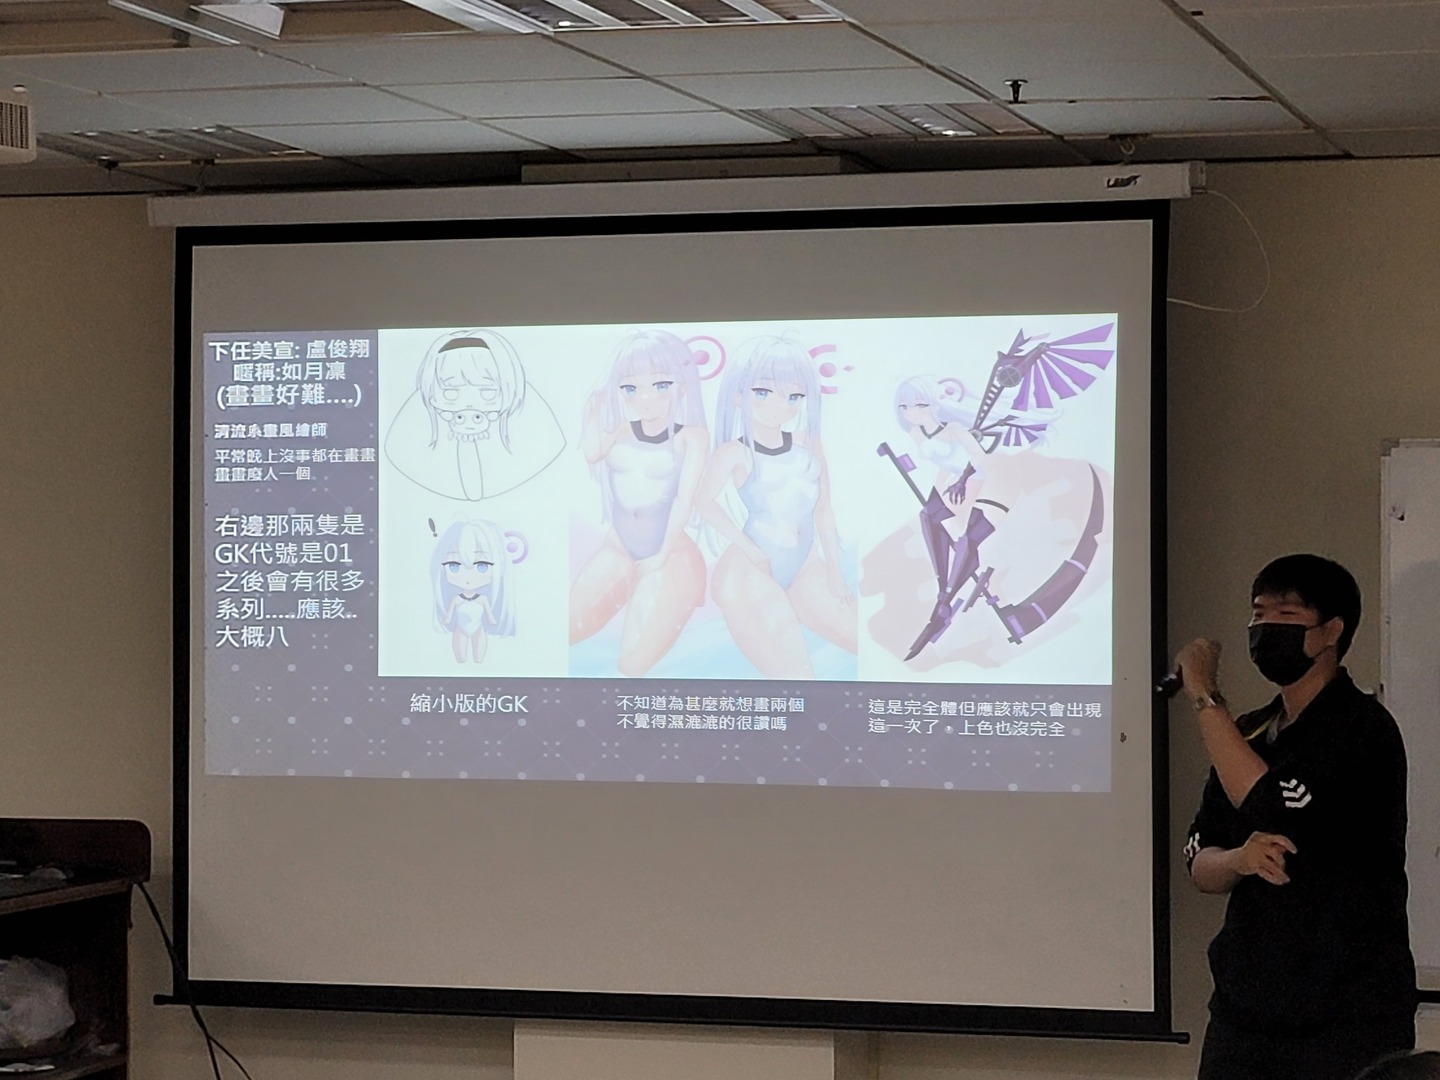 下任美宣: 盧俊翔
暱稱:如月凜
(畫畫好難....)
清流系畫風繪師
平常晚上沒事都在畫畫
畫畫廢人一個
右邊那兩隻是
GK代號是01
之後會有很多
系列.....應該..
大概八
縮小版的GK
不知道為甚麼就想畫兩個
不覺得濕漉漉的很讚嗎
這是完全體但應該就只會出現
這一次了，上色也沒完全